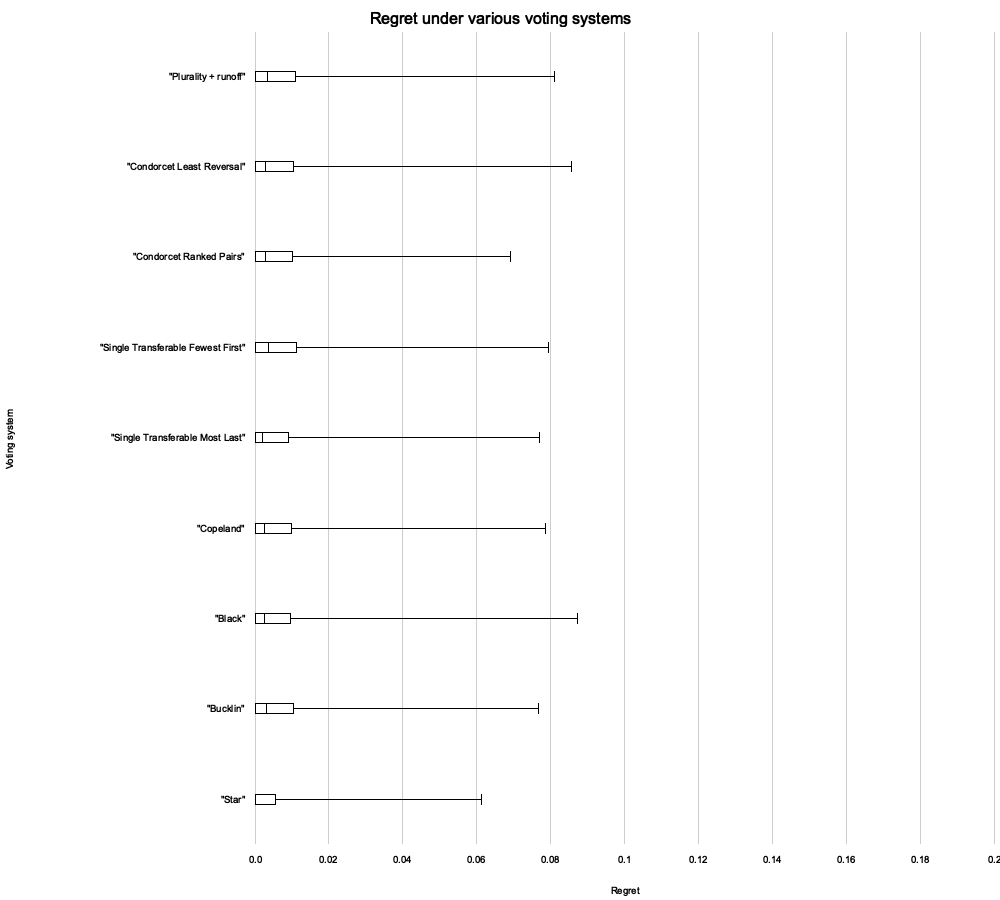 Regret under various voting systems
"Plurality + runoff"
"Condorcet Least Reversal"
"Condorcet Ranked Pairs"
"Single Transferable Fewest First"
"Single Transferable Most Last"
"Copeland"
"Black"
"Bucklin"
"Star"
Voting system
0.0 0.02 0.04 0.06 0.08 0.1 0.12 0.14 0.16 0.18 0.2
Regret